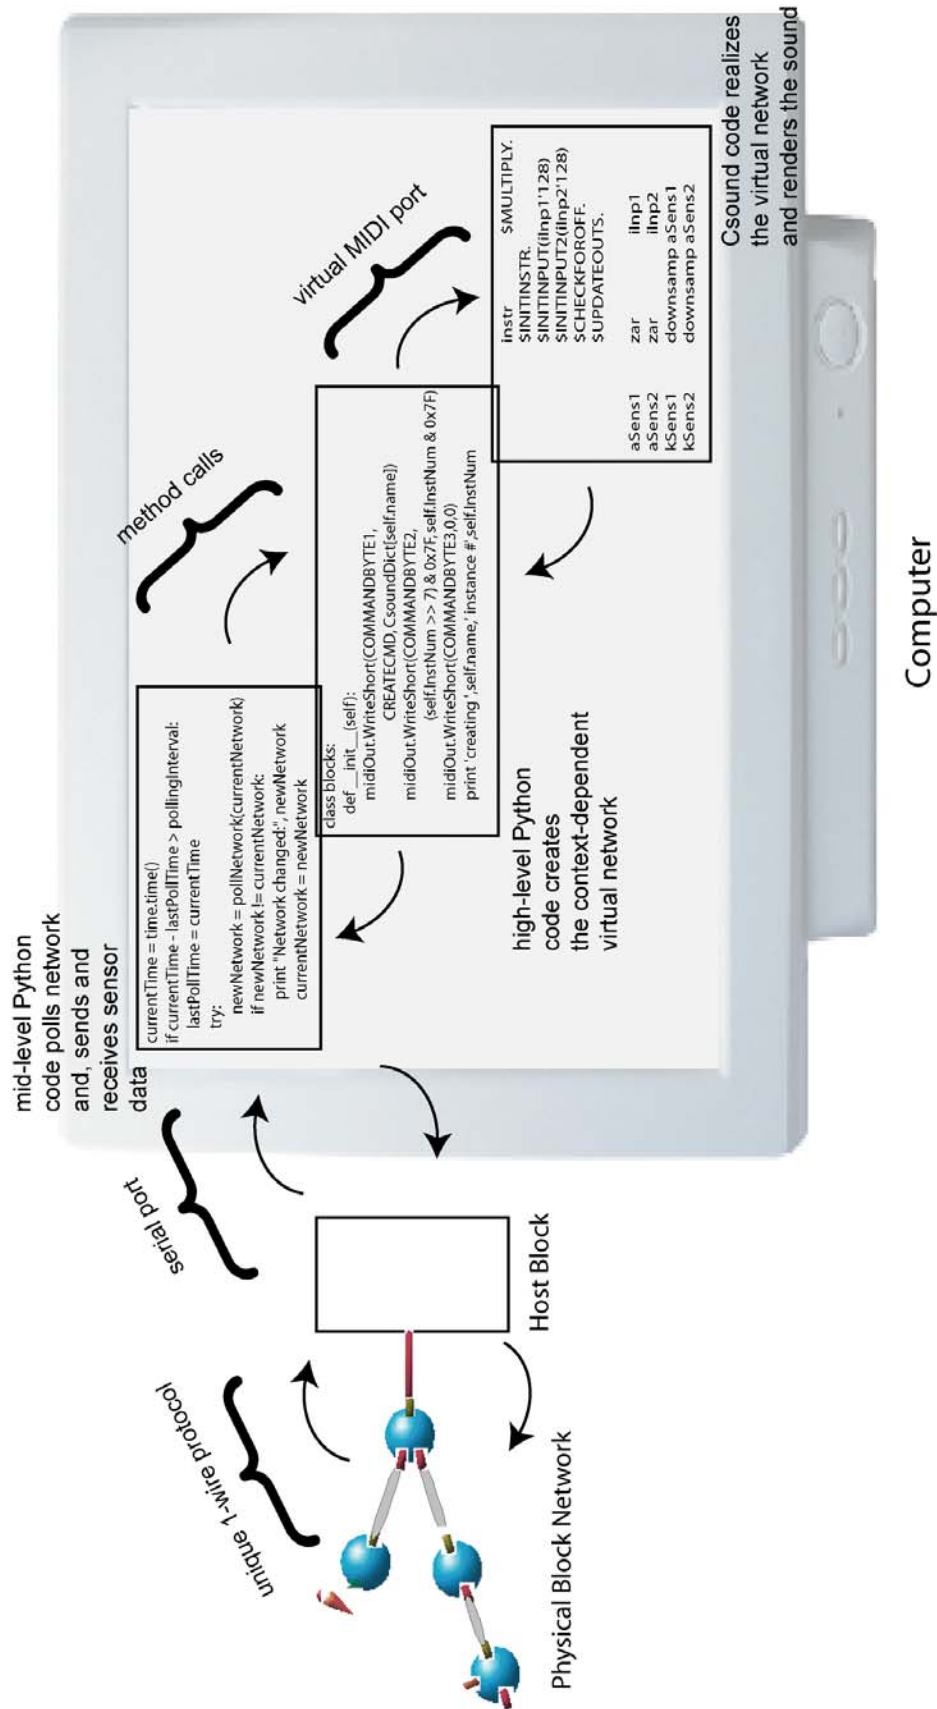 unique 1-wire protocol
Physical Block Network
serial port
Host Block
mid-level Python
code polls network
and, sends and
receives sensor
data
currentTime = time.time()
if currentTime - lastPollTime > pollingInterval:
lastPollTime = currentTime
try:
newNetwork = pollNetwork(currentNetwork)
if newNetwork != currentNetwork:
print "Network changed:", newNetwork
currentNetwork = newNetwork
method calls
class blocks:
def __init__(self):
midiOut.WriteShort(COMMANDBYTE1,
CREATECMD, CsoundDict[self.name])
midiOut.WriteShort(COMMANDBYTE2,
(self.InstNum >> 7) & 0x7F, self.InstNum & 0x7F)
midiOut.WriteShort(COMMANDBYTE3,0,0)
print 'creating ',self.name,' instance #',self.InstNum
high-level Python
code creates
the context-dependent
virtual network
virtual MIDI port
instr $MULTIPLY.
$INITINSTR.
$INITINPUT(iInp1'128)
$INITINPUT2(iInp2'128)
$CHECKFOROFF.
$UPDATEOUTS.
aSens1 zar iInp1
aSens2 zar iInp2
kSens1 downsamp aSens1
kSens2 downsamp aSens2
Csound code realizes
the virtual network
and renders the sound
Computer